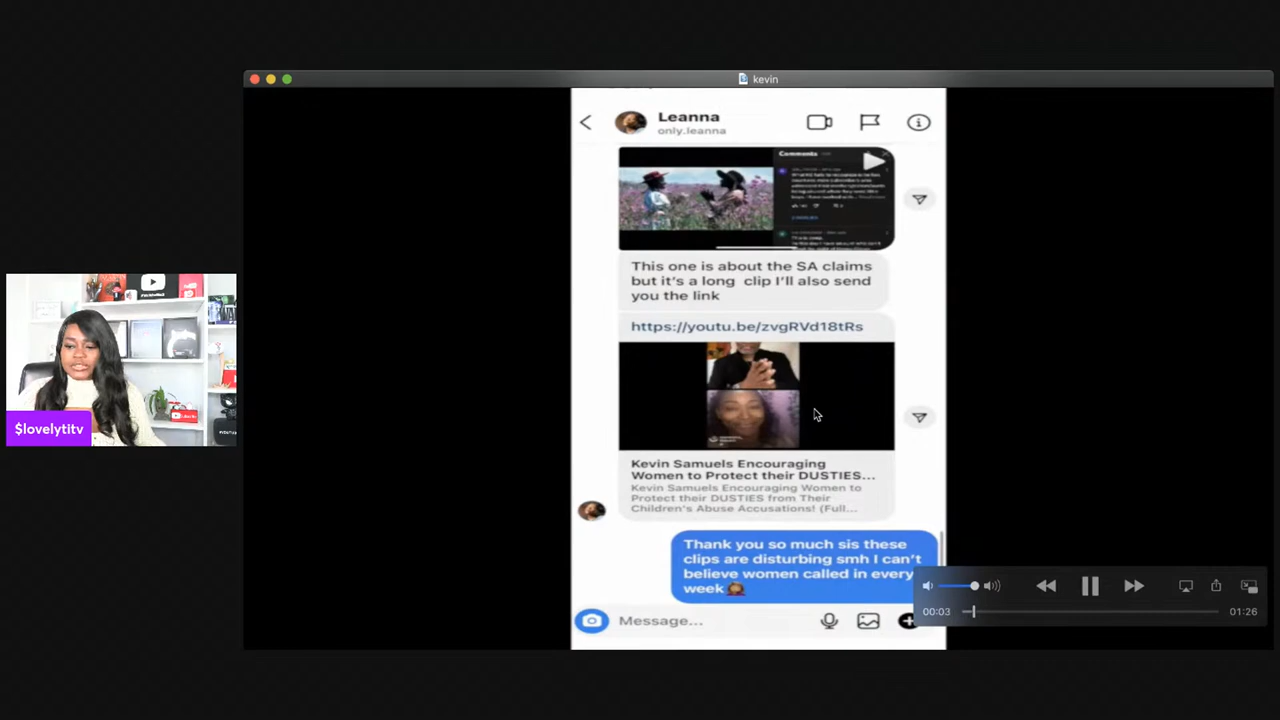 kevin
Leanna
only.leanna
Comments
This one is about the SA claims
but it's a long clip I'll also send
you the link
https://youtu.be/zvgRVd18tRs
Kevin Samuels Encouraging
Women to Protect their DUSTIES...
Kevin Samuels Encouraging Women to
Protect their DUSTIES from Their
Children's Abuse Accusations! (Full...
Thank you so much sis these
clips are disturbing smh I can't
believe women called in every
week
Message...
00:03
01:26
$lovelytitv